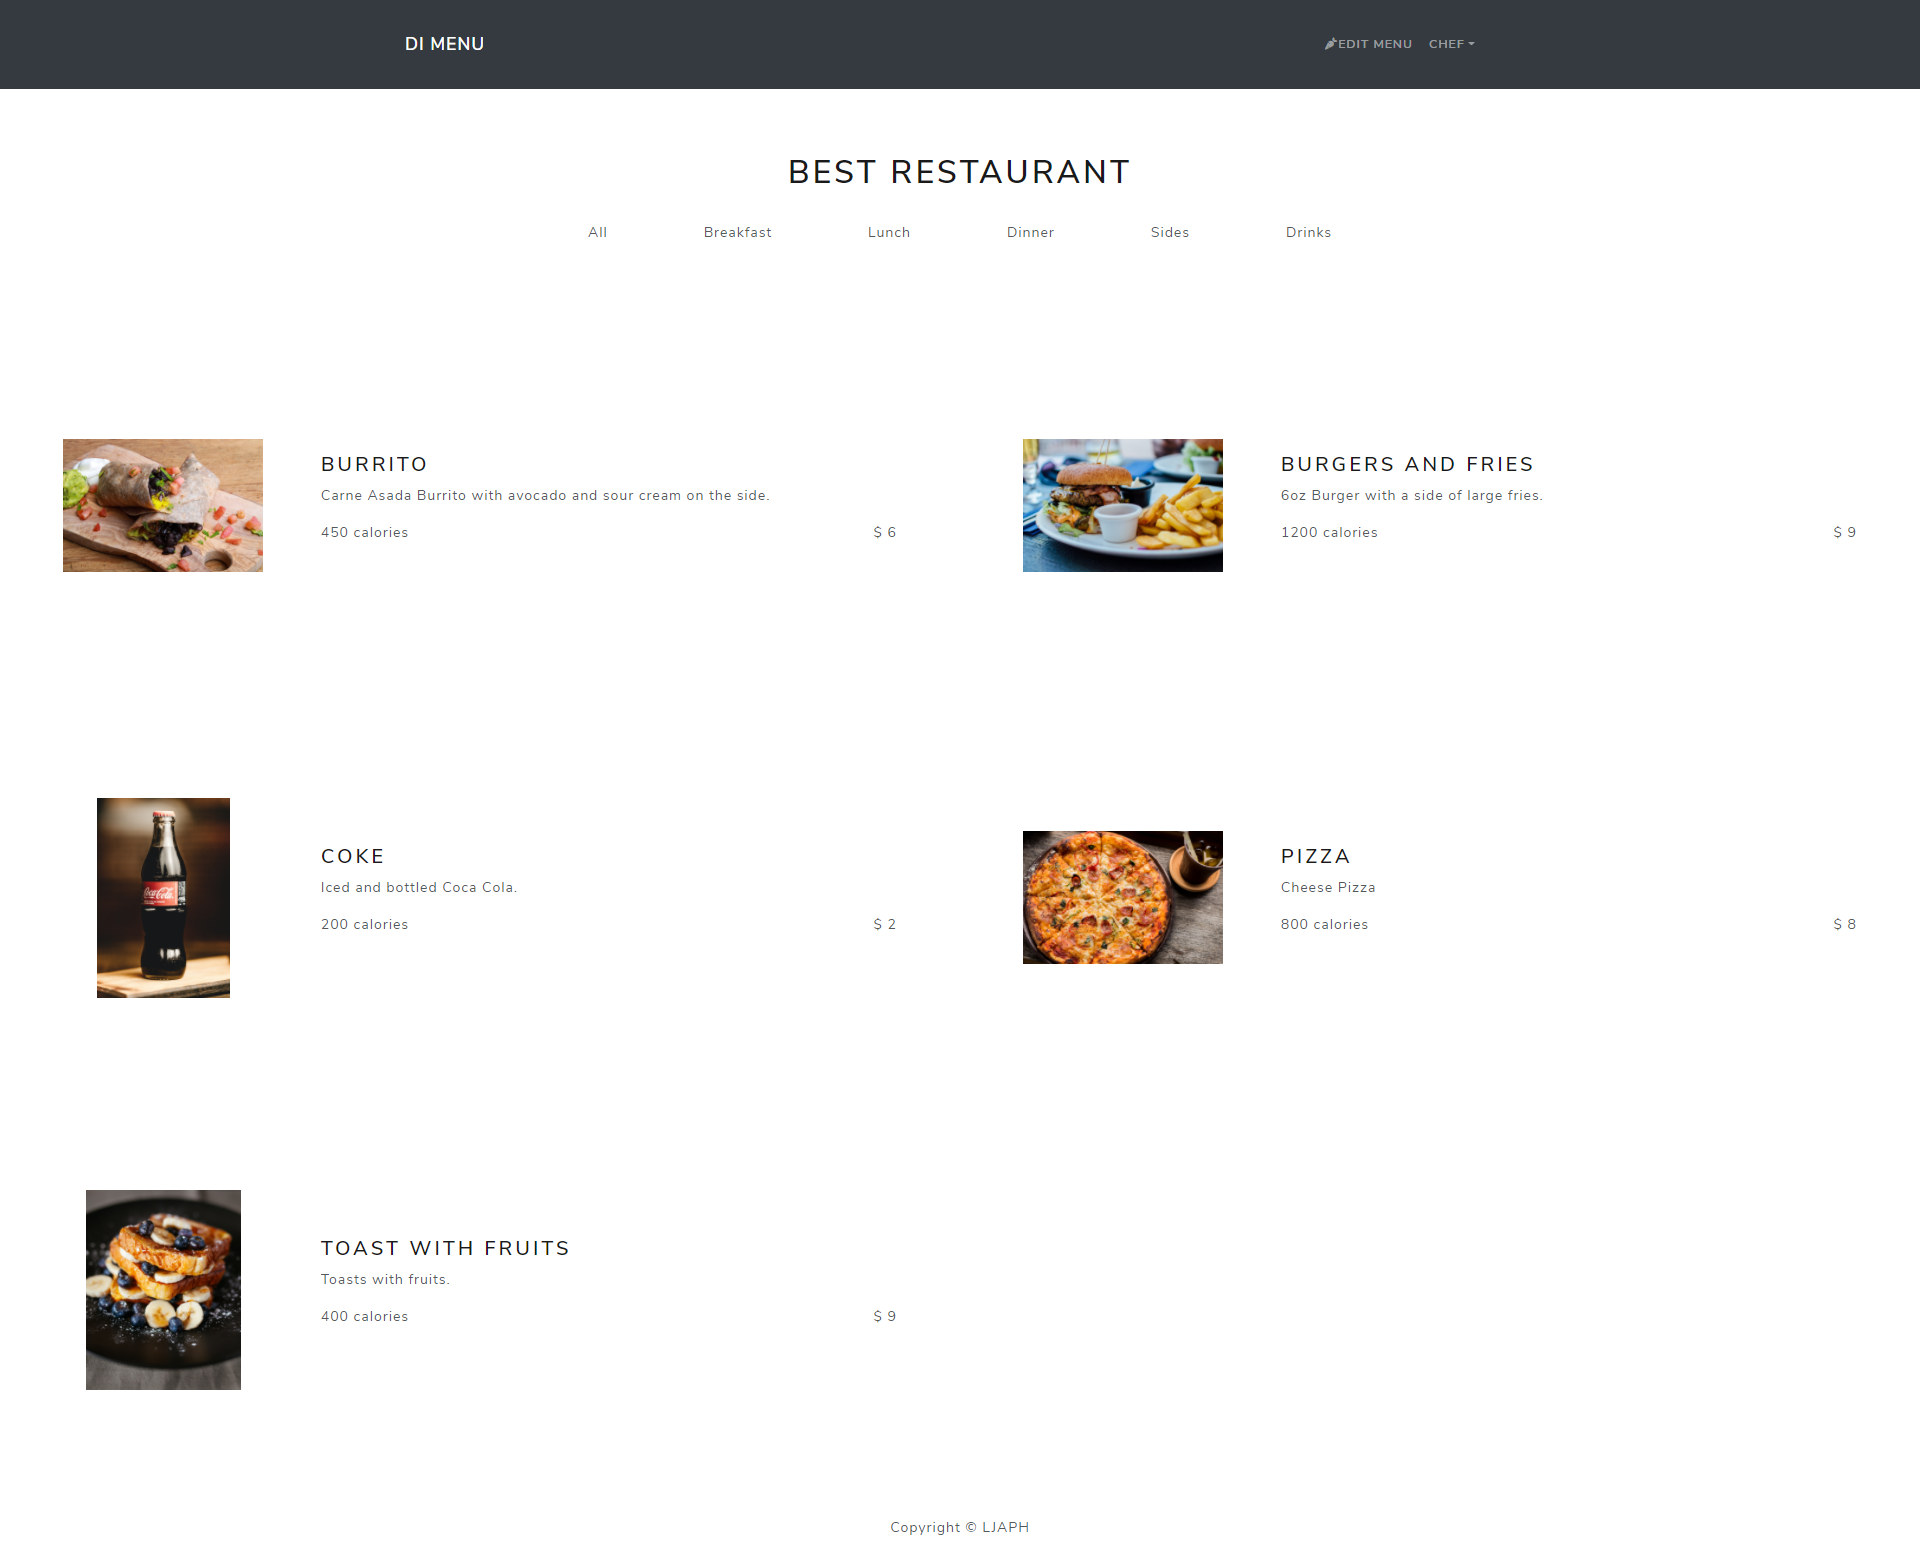 DI MENU
EDIT MENU CHEF
BEST RESTAURANT
All Breakfast Lunch Dinner Sides Drinks
BURRITO
Carne Asada Burrito with avocado and sour cream on the side.
450 calories $ 6
BURGERS AND FRIES
6oz Burger with a side of large fries.
1200 calories $ 9
Coca-Cola
COKE
Iced and bottled Coca Cola.
200 calories $ 2
PIZZA
Cheese Pizza
800 calories $ 8
TOAST WITH FRUITS
Toasts with fruits.
400 calories $ 9
Copyright © LJAPH